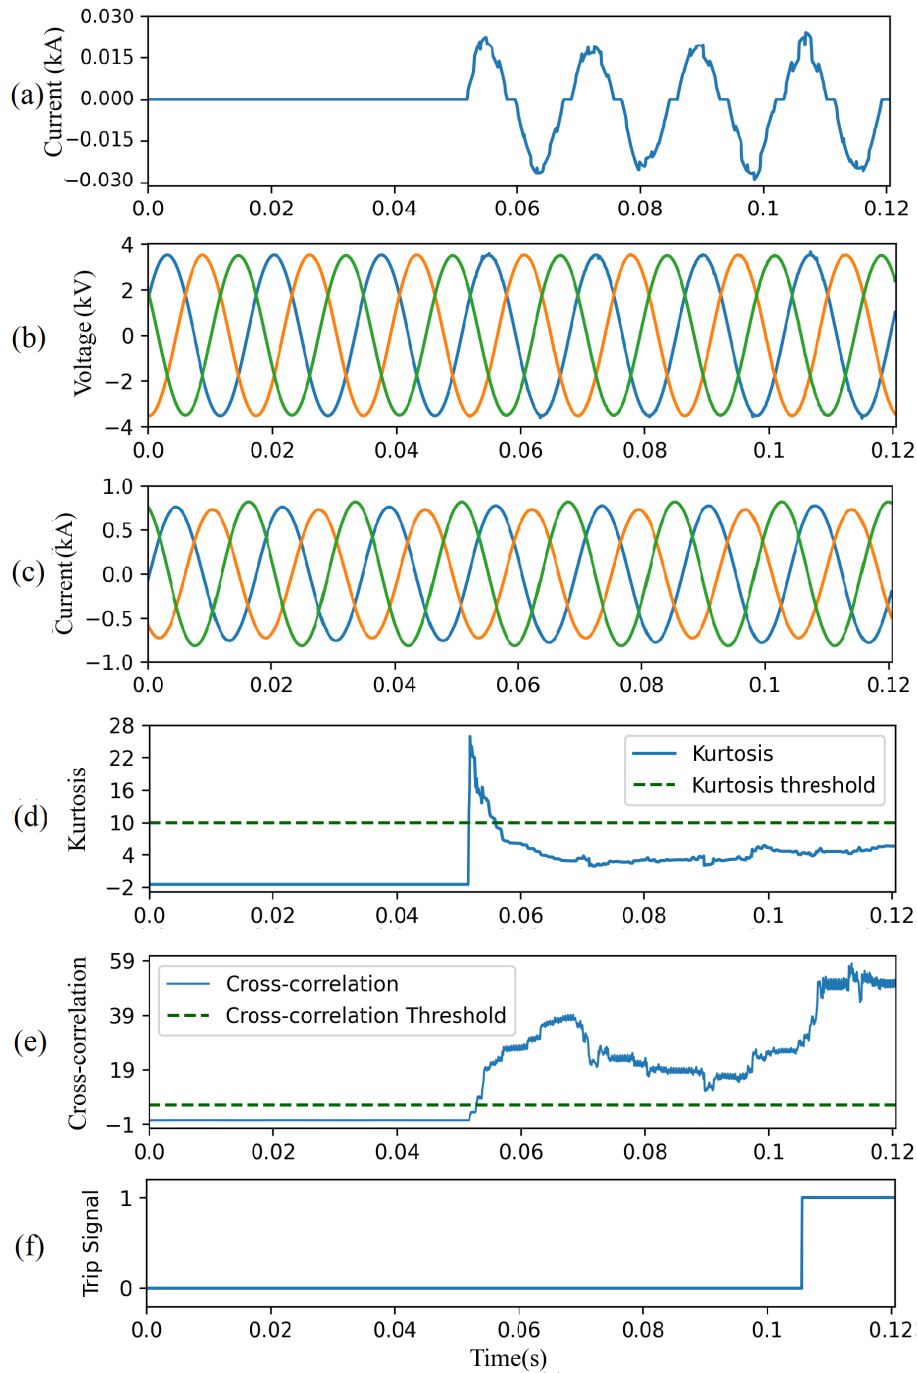 0.030
0.015
(a)
Current (kA)
0.000
−0.015
−0.030
0.0 0.02 0.04 0.06 0.08 0.1 0.12
4
2
(b)
Voltage (kV)
0
−2
−4
0.0 0.02 0.04 0.06 0.08 0.1 0.12
1.0
0.5
(c)
Current (kA)
0.0
−0.5
−1.0
0.0 0.02 0.04 0.06 0.08 0.1 0.12
28
22
16
(d)
Kurtosis
10
4
−2
Kurtosis
Kurtosis threshold
0.0 0.02 0.04 0.06 0.08 0.1 0.12
59
39
(e)
Cross-correlation
19
−1
Cross-correlation
Cross-correlation Threshold
0.0 0.02 0.04 0.06 0.08 0.1 0.12
1
(f)
Trip Signal
0
0.0 0.02 0.04 0.06 0.08 0.1 0.12
Time(s)